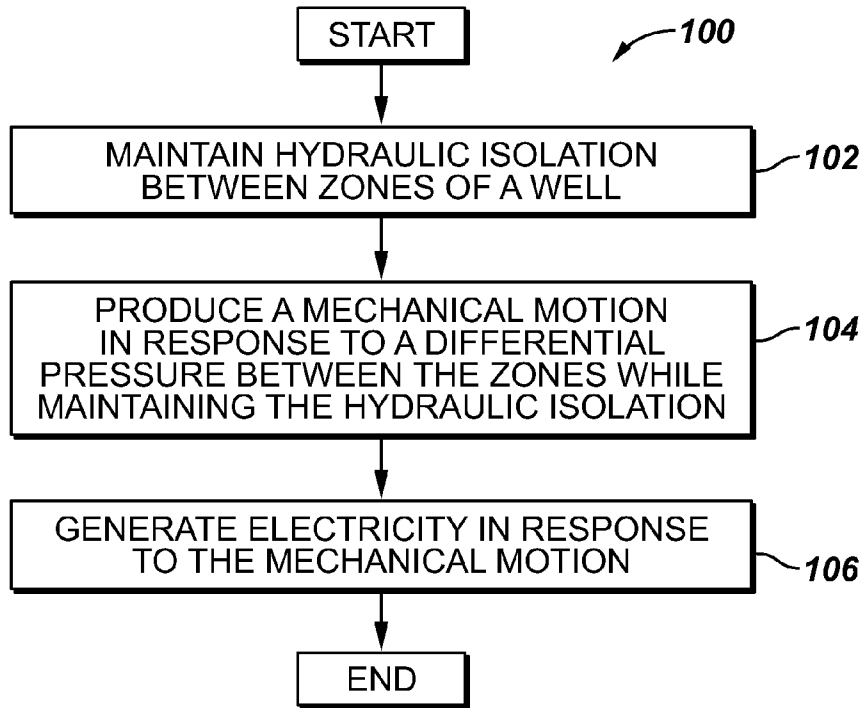 START
100
MAINTAIN HYDRAULIC ISOLATION
BETWEEN ZONES OF A WELL
102
PRODUCE A MECHANICAL MOTION
IN RESPONSE TO A DIFFERENTIAL
PRESSURE BETWEEN THE ZONES WHILE
MAINTAINING THE HYDRAULIC ISOLATION
104
GENERATE ELECTRICITY IN RESPONSE
TO THE MECHANICAL MOTION
106
END